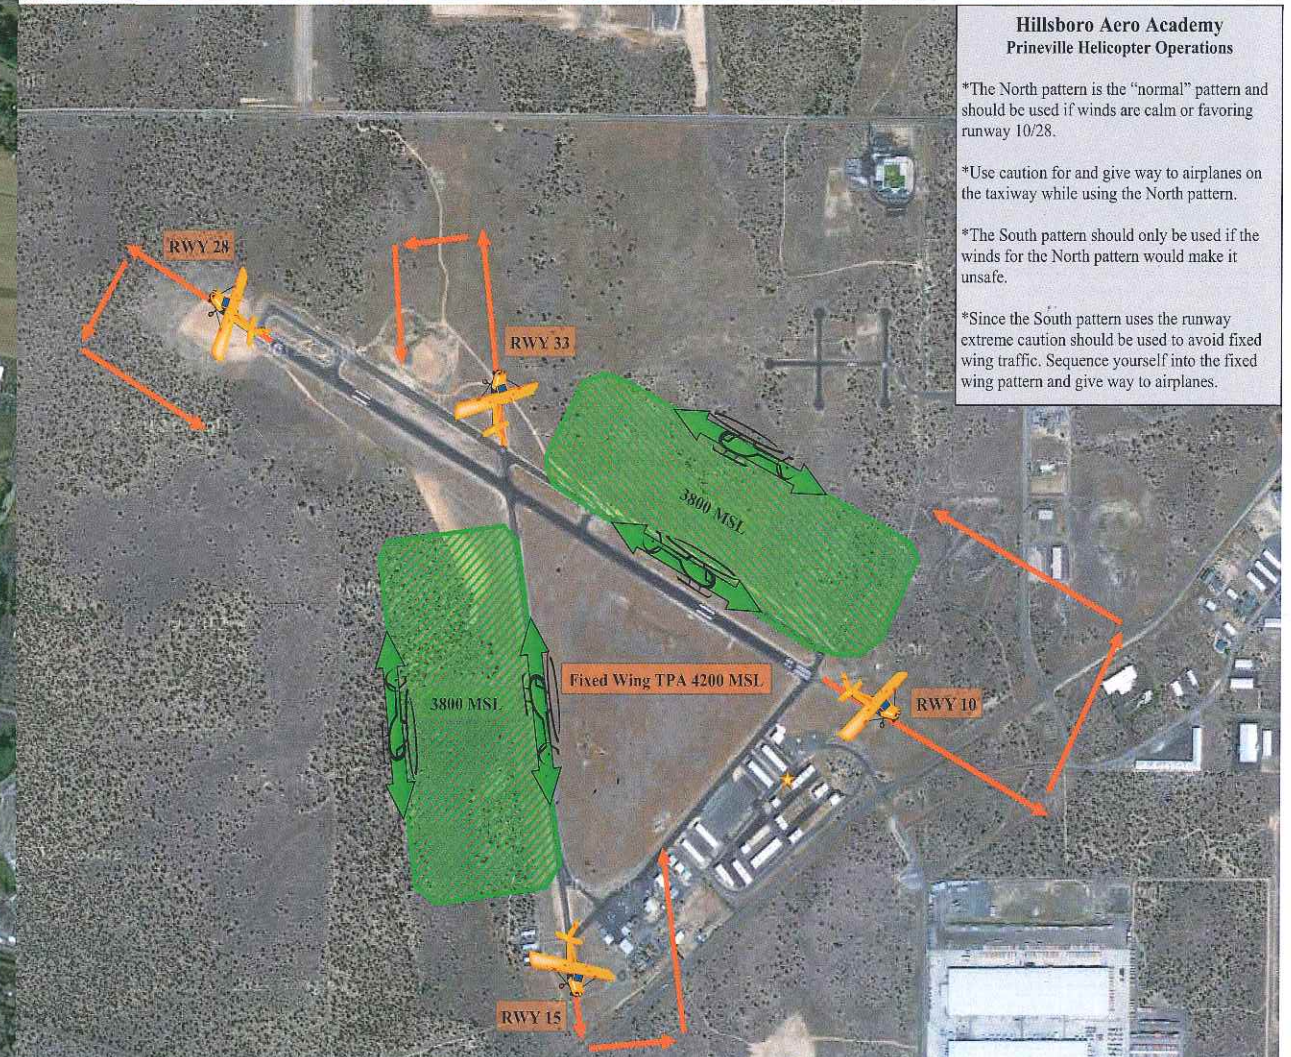 Hillsboro Aero Academy
Prineville Helicopter Operations
*The North pattern is the “normal” pattern and
should be used if winds are calm or favoring
runway 10/28.
*Use caution for and give way to airplanes on
the taxiway while using the North pattern.
*The South pattern should only be used if the
winds for the North pattern would make it
unsafe.
*Since the South pattern uses the runway
extreme caution should be used to avoid fixed
wing traffic. Sequence yourself into the fixed
wing pattern and give way to airplanes.
RWY 28
RWY 33
3800 MSL
Fixed Wing TPA 4200 MSL
3800 MSL
RWY 10
RWY 15